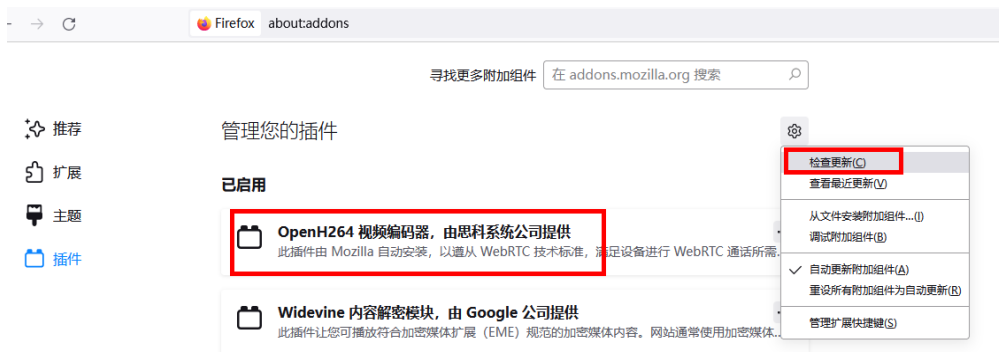 Firefox about:addons
寻找更多附加组件 在 addons.mozilla.org 搜索
推荐
扩展
主题
插件
管理您的插件
已启用
OpenH264 视频编码器，由思科系统公司提供
此插件由 Mozilla 自动安装，以遵从 WebRTC 技术标准，满足设备进行 WebRTC 通话所需..
Widevine 内容解密模块，由 Google 公司提供
此插件让您可播放符合加密媒体扩展（EME）规范的加密媒体内容。网站通常使用加密媒体...
检查更新(C)
查看最近更新(V)
从文件安装附加组件...(I)
调试附加组件(B)
自动更新附加组件(A)
重设所有附加组件为自动更新(R)
管理扩展快捷键(S)